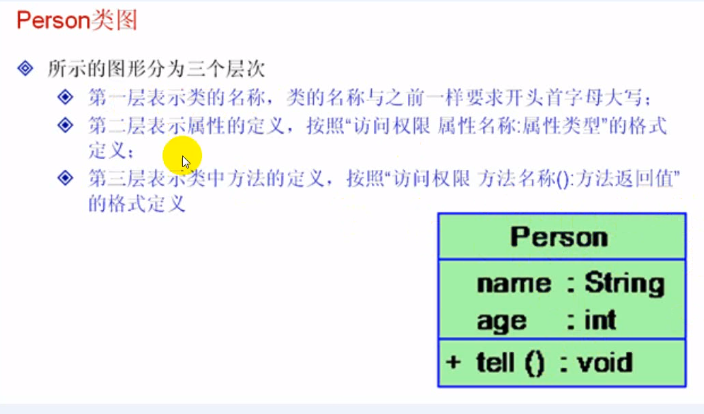 Person类图
所示的图形分为三个层次
第一层表示类的名称，类的名称与之前一样要求开头首字母大写；
第二层表示属性的定义，按照“访问权限 属性名称:属性类型”的格式
定义；
第三层表示类中方法的定义，按照“访问权限 方法名称():方法返回值”
的格式定义
Person
name : String
age : int
+ tell () : void